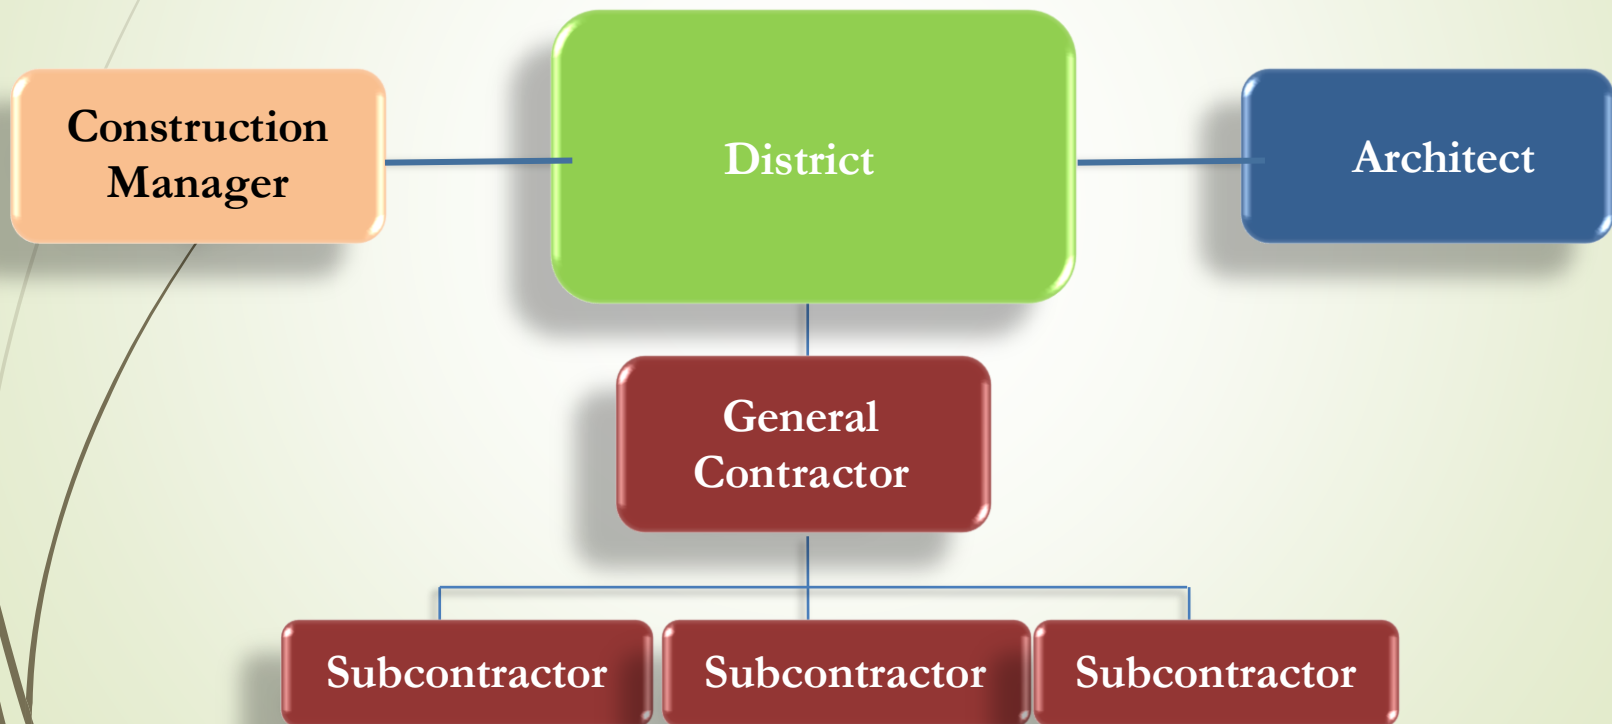 Construction
Manager
District
Architect
General
Contractor
Subcontractor
Subcontractor
Subcontractor